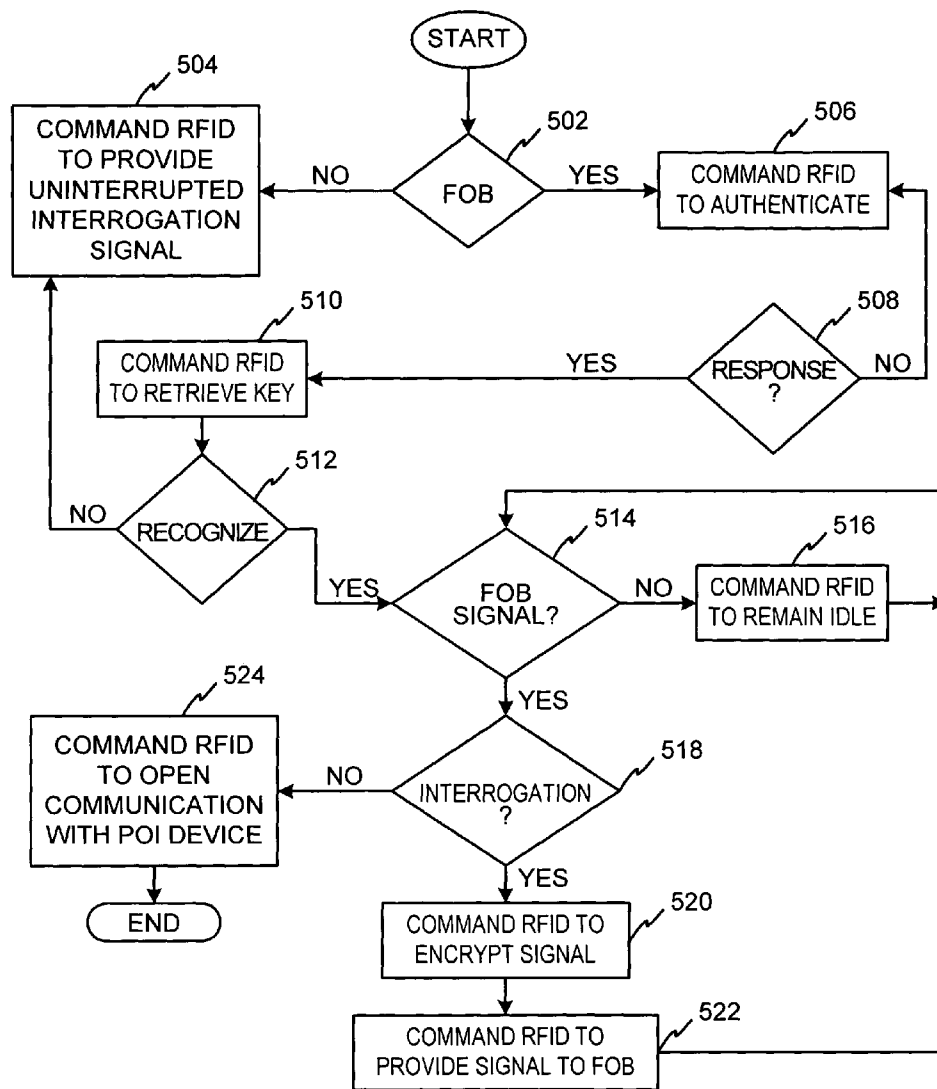 START
504
COMMAND RFID
TO PROVIDE
UNINTERRUPTED
INTERROGATION
SIGNAL
NO
502
FOB
YES
506
COMMAND RFID
TO AUTHENTICATE
510
COMMAND RFID
TO RETRIEVE KEY
YES
508
RESPONSE
?
NO
512
NO
RECOGNIZE
YES
514
FOB
SIGNAL?
NO
516
COMMAND RFID
TO REMAIN IDLE
YES
524
COMMAND RFID
TO OPEN
COMMUNICATION
WITH POI DEVICE
NO
518
INTERROGATION
?
YES
END
520
COMMAND RFID TO
ENCRYPT SIGNAL
522
COMMAND RFID TO
PROVIDE SIGNAL TO FOB